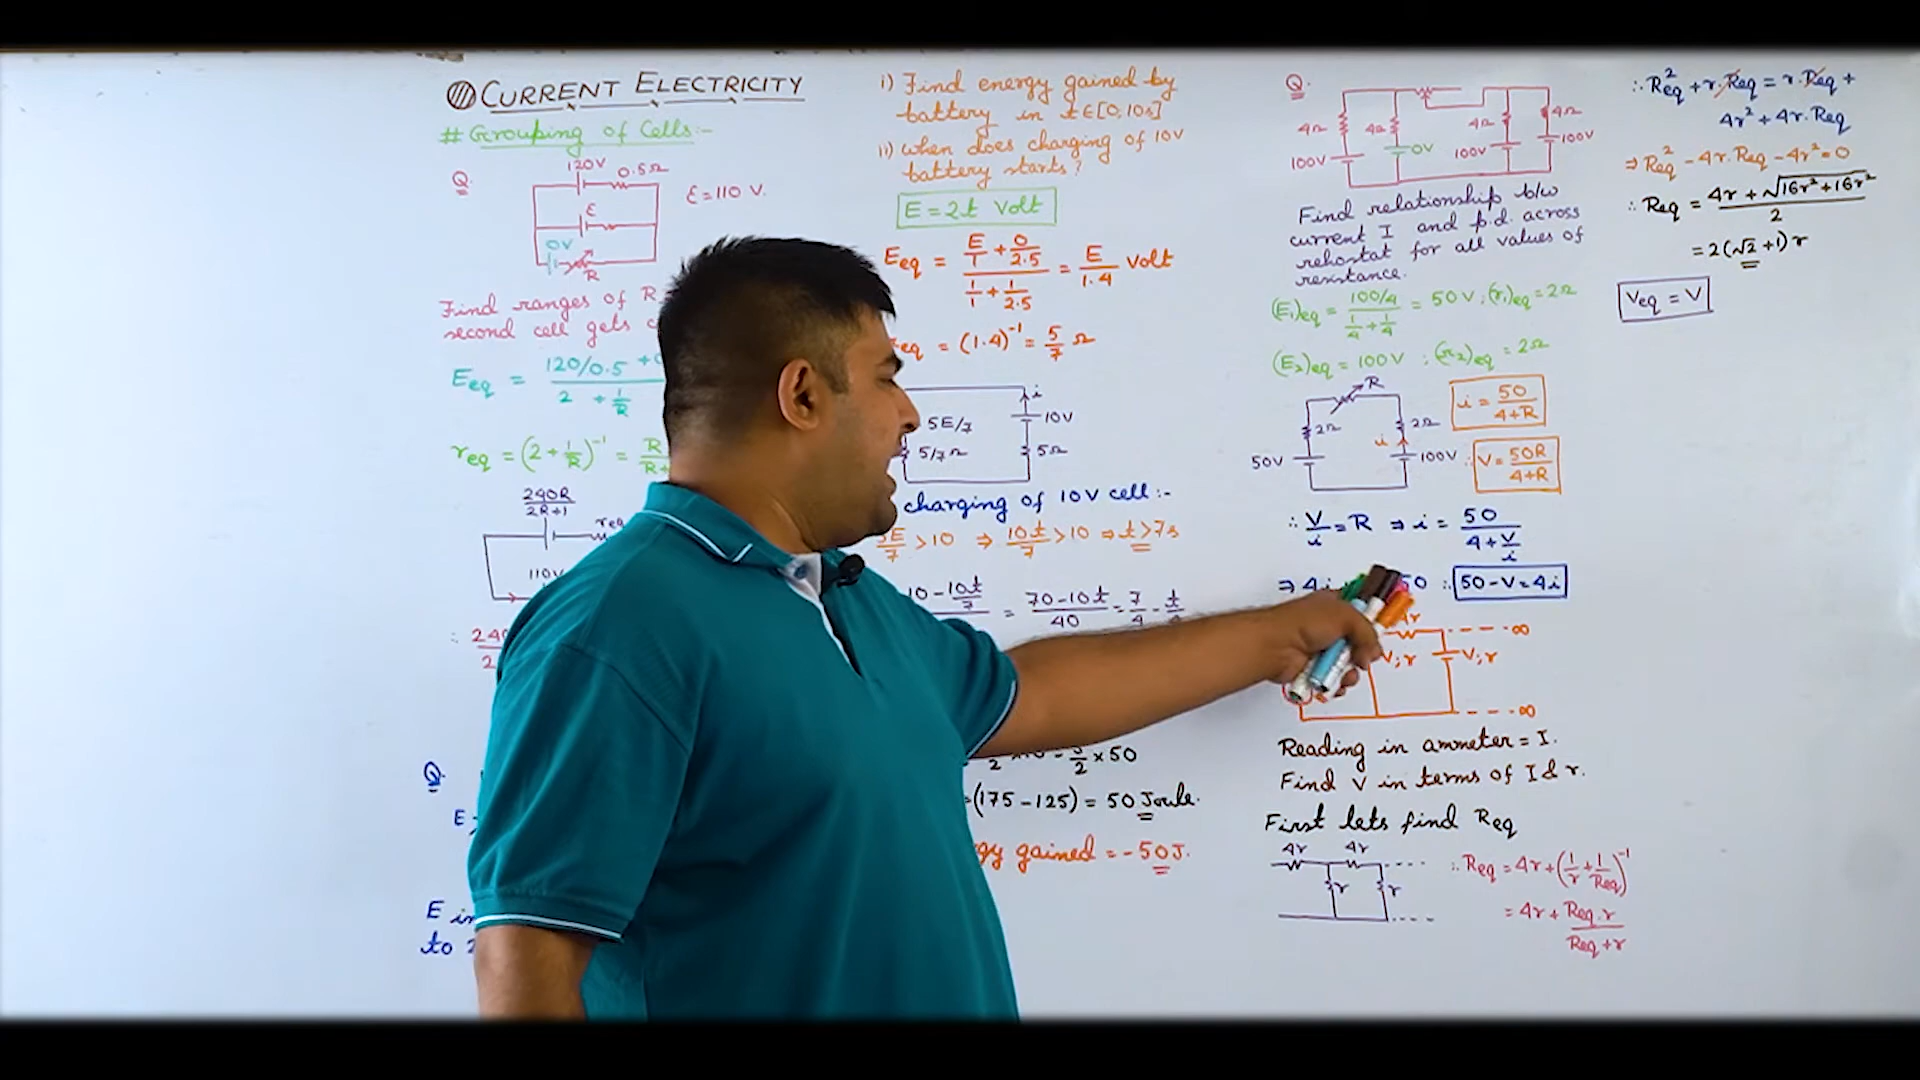 CURRENT ELECTRICITY
# Grouping of Cells:-
Q.
120V
0.5Ω
ε
ε = 110 V.
0V
R
Find ranges of R
second cell gets
Eeq = 120/0.5 +
2 + 1/R
req = (2 + 1/R)⁻¹ = R
240R
2R+1
req
110V
∴ 240
2
Q.
E
E in
to 2
i) Find energy gained by
battery in t∈[0,10s]
ii) When does charging of 10V
battery starts?
E = 2t Volt
Eeq = (E/1 + 0/2.5)/(1/1 + 1/2.5) = E/1.4 Volt
eq = (1.4)⁻¹ = 5/7 Ω
i
5E/7
10V
5/7Ω
5Ω
charging of 10V cell:-
5E/7 > 10 ⇒ 10t/7 > 10 ⇒ t > 7s
10 - 10t/7
= (70-10t)/40 = 7/4 - t/
2 × 50
=(175-125) = 50 Joule.
gy gained = -50J.
Q.
4Ω
4Ω
4Ω
4Ω
100V
0V
100V
100V
Find relationship b/w
current I and p.d. across
rehostat for all values of
resistance.
(E1)eq = (100/4)/(1/4 + 1/4) = 50V ; (r1)eq = 2Ω
(E2)eq = 100V ; (r2)eq = 2Ω
R
2Ω
2Ω
i
50V
100V
i = 50/(4+R)
∴ V = 50R/(4+R)
∴ V/i = R ⇒ i = 50/(4+V/i)
⇒ 4i 50 ∴ 50-V=4i
4r
---∞
V;r
V;r
---∞
Reading in ammeter = I.
Find V in terms of I & r.
First lets find Req
4r
4r
r
r
∴ Req = 4r + (1/r + 1/Req)⁻¹
= 4r + Req.r/(Req+r)
∴ Req² + r.Req = r.Req +
4r² + 4r.Req
⇒ Req² - 4r.Req - 4r² = 0
∴ Req = (4r + √(16r² + 16r²))/2
= 2(√2+1)r
Veq = V